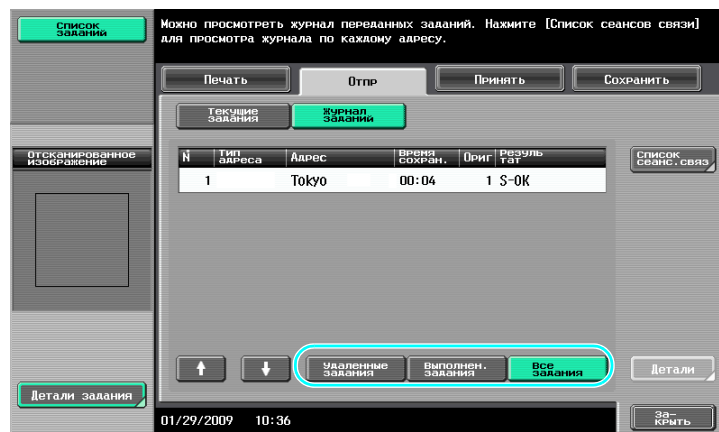 Список
заданий
Можно просмотреть журнал переданных заданий. Нажмите [Список сеансов связи]
для просмотра журнала по каждому адресу.
Печать
Отпр
Принять
Сохранить
Текущие
задания
Журнал
заданий
Отсканированное
изображение
N
Тип
адреса
Адрес
Время
сохран.
Ориг
Резуль
тат
Список
сеанс.связ
1 Tokyo 00:04 1 S-OK
Удаленные
задания
Выполнен.
задания
Все
задания
Детали
Детали задания
01/29/2009 10:36
За-
крыть